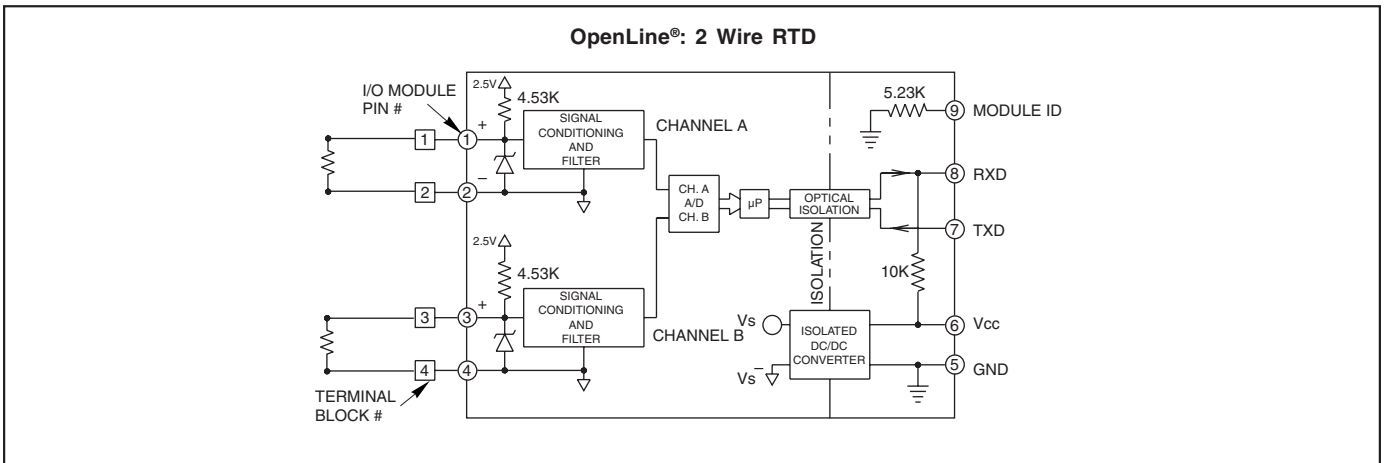 OpenLine®: 2 Wire RTD
I/O MODULE
PIN #
2.5V
4.53K
SIGNAL
CONDITIONING
AND
FILTER
CHANNEL A
5.23K
9
MODULE ID
1
1
+
2
2
–
CH. A
A/D
CH. B
µP
OPTICAL
ISOLATION
8
RXD
7
TXD
ISOLATION
10K
2.5V
4.53K
SIGNAL
CONDITIONING
AND
FILTER
CHANNEL B
3
3
+
4
4
Vs
Vs
–
ISOLATED
DC/DC
CONVERTER
6
Vcc
5
GND
TERMINAL
BLOCK #